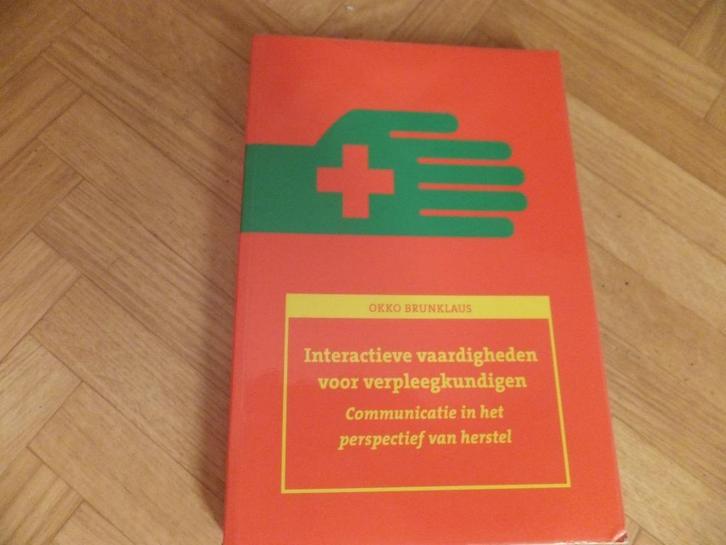 OKKO BRUNKLAUS
Interactieve vaardigheden
voor verpleegkundigen
Communicatie in het
perspectief van herstel